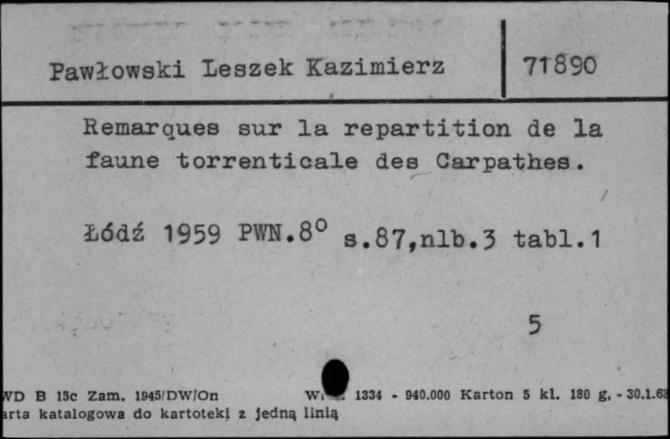 Pawłowski Leszek Kazimierz 71890
Remarques sur la repartition de la
faune torrenticale des Carpathes.
Łódź 1959 PWN.8° s.87,nlb.3 tabl.1
5
WD B 15c Zam. 1945/DW/On 1334 - 940.000 Karton 5 kl. 180 g, - 30.1.68
arta katalogowa do kartoteki z jedną linią